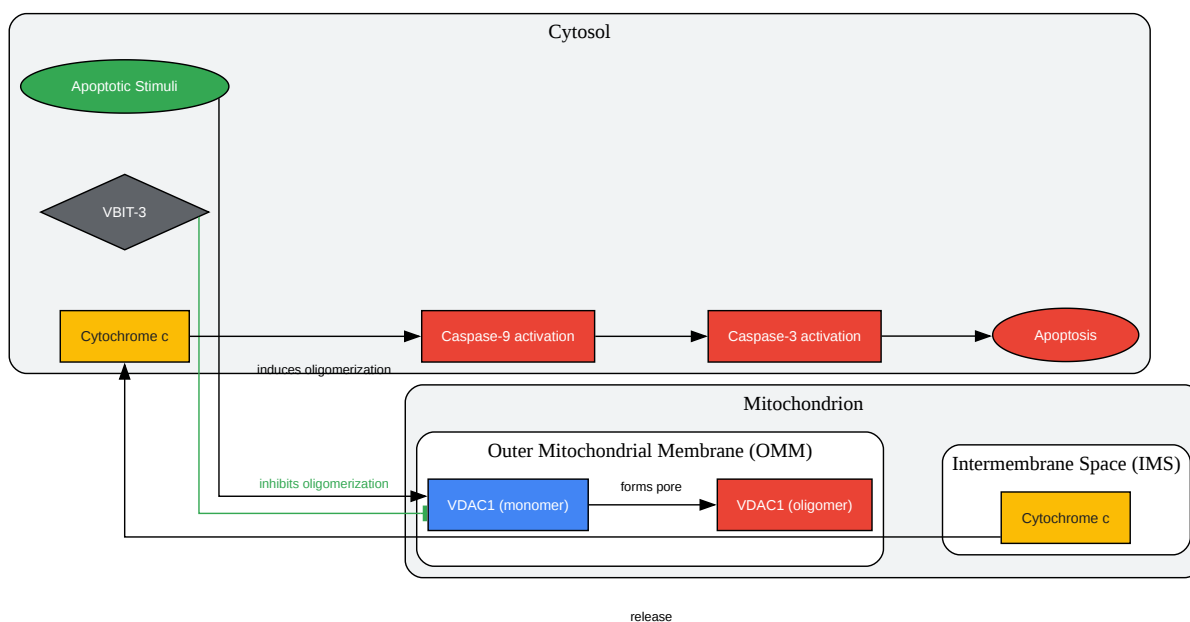 Cytosol
Apoptotic Stimuli
VBIT-3
Cytochrome c
Caspase-9 activation
Caspase-3 activation
Apoptosis
induces oligomerization
Mitochondrion
Outer Mitochondrial Membrane (OMM)
Intermembrane Space (IMS)
inhibits oligomerization
VDAC1 (monomer)
forms pore
VDAC1 (oligomer)
Cytochrome c
release